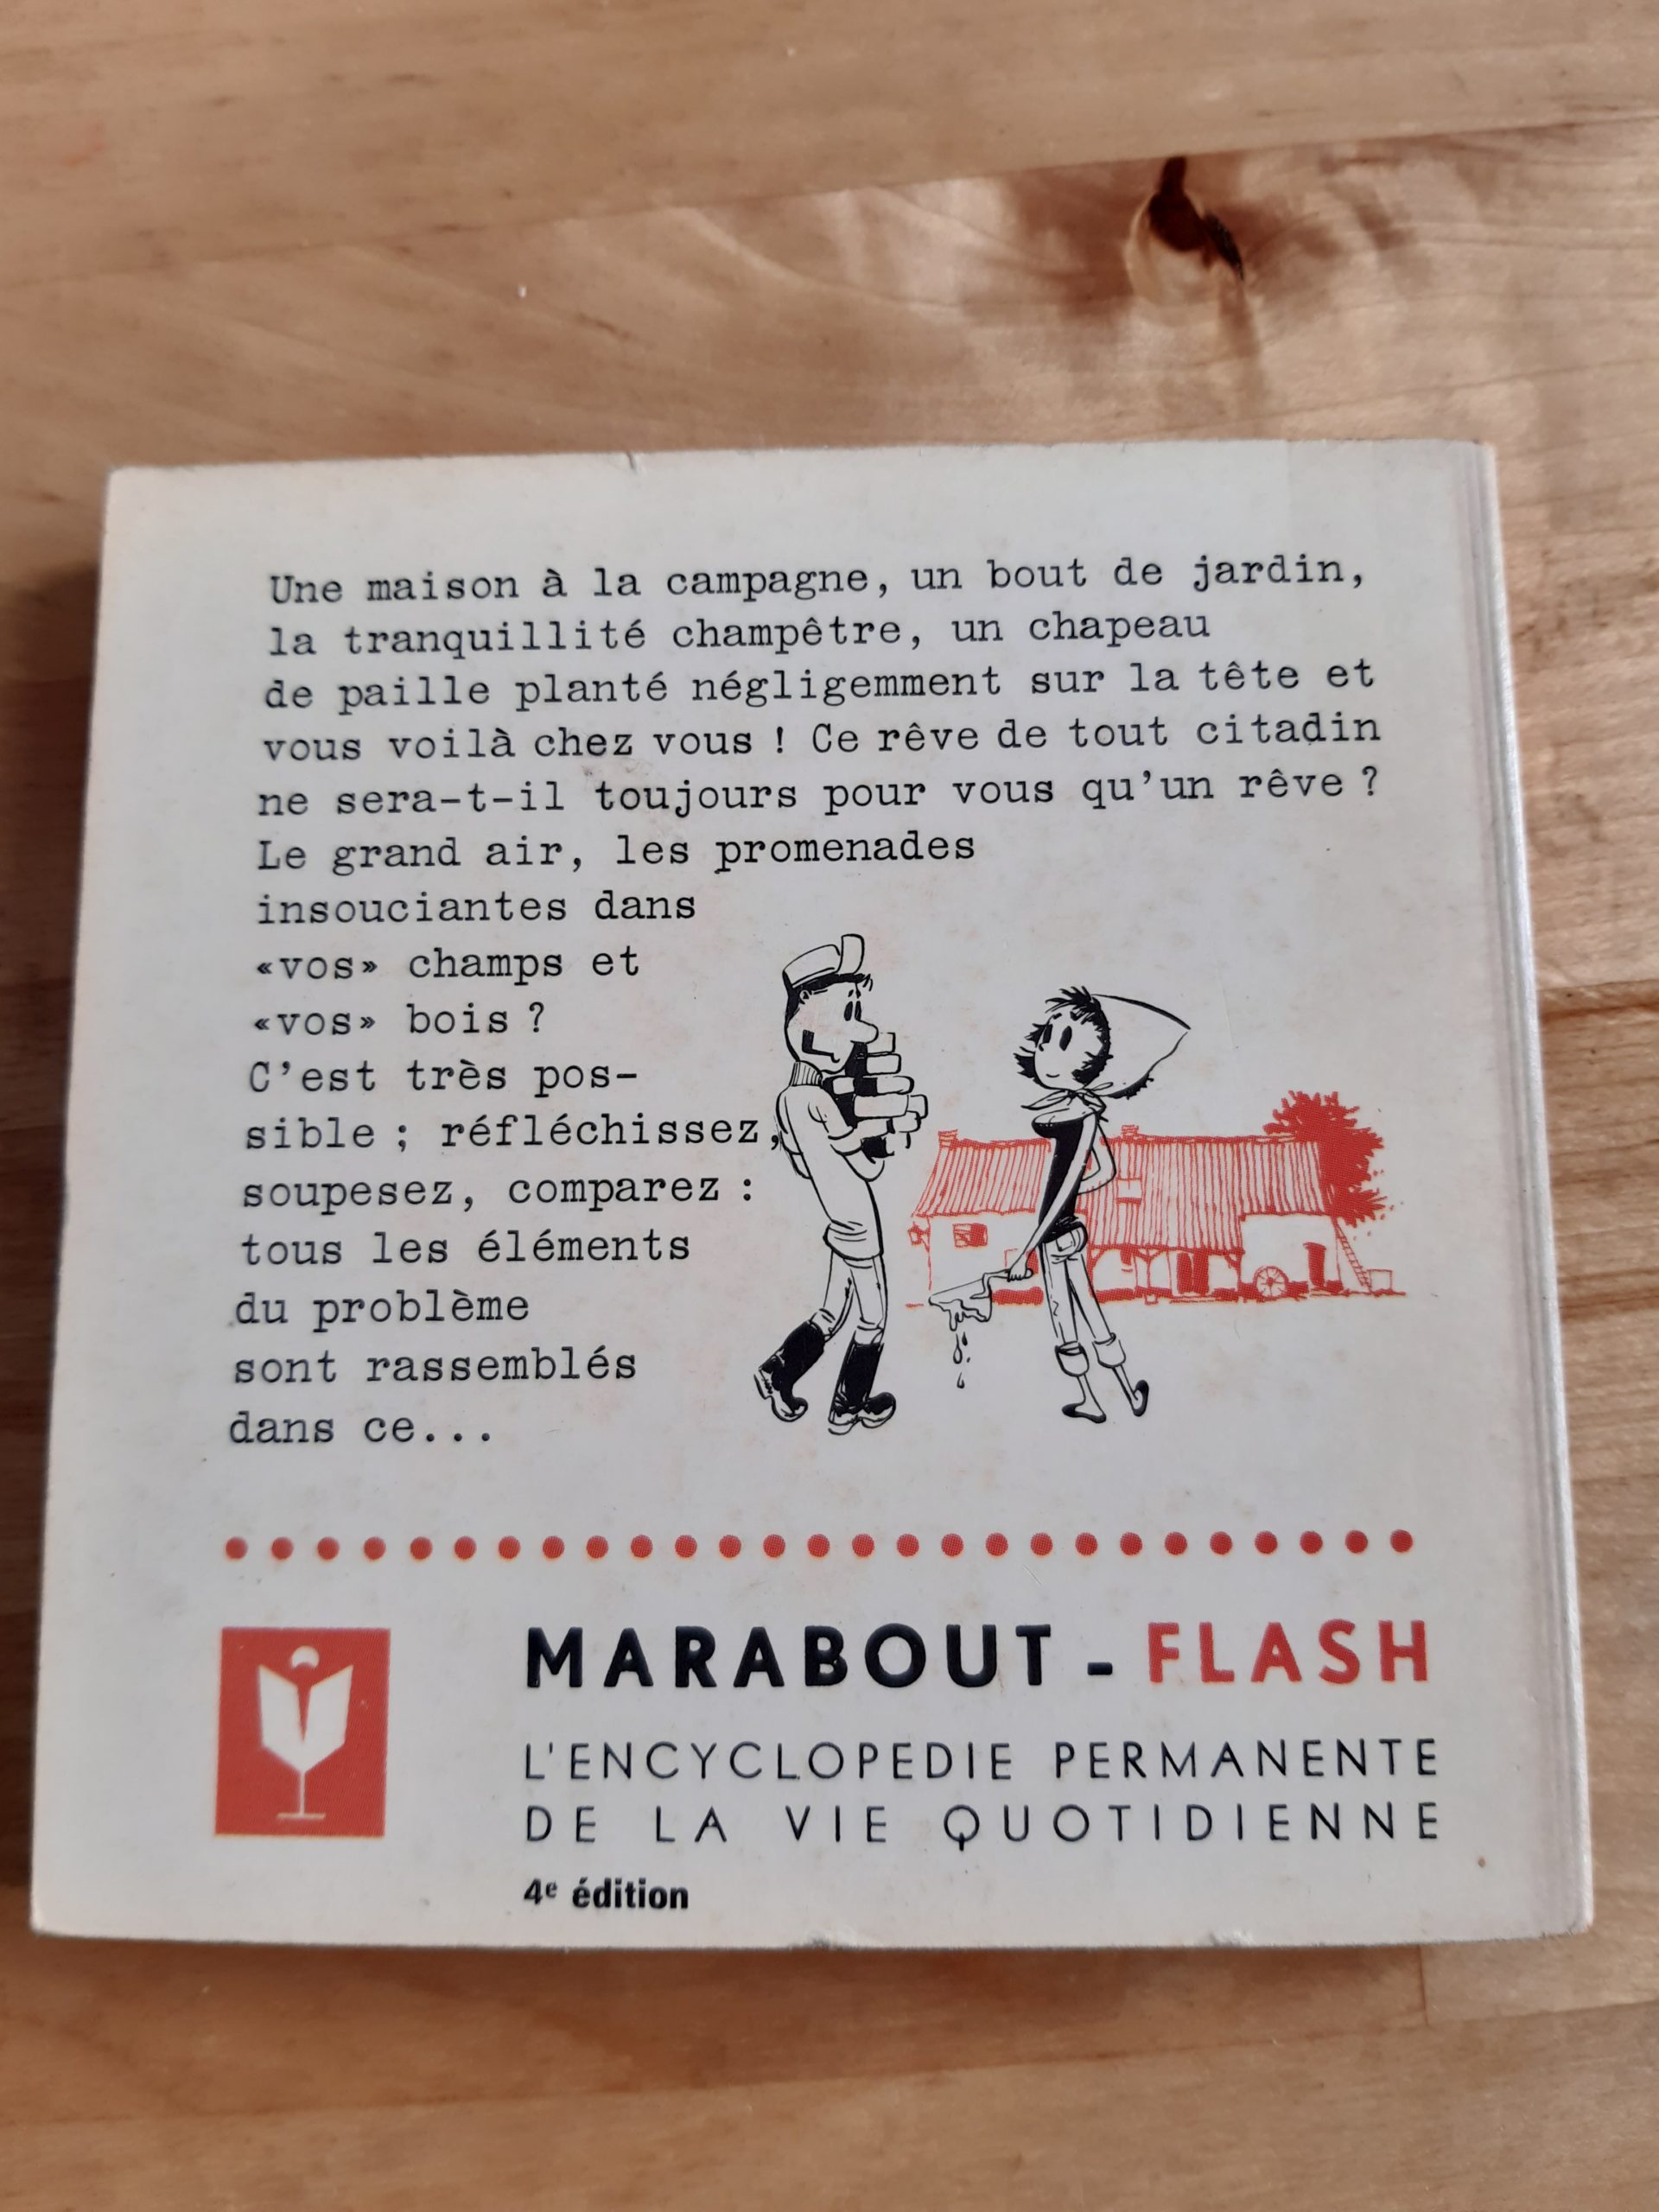 Une maison à la campagne, un bout de jardin,
la tranquillité champêtre, un chapeau
de paille planté négligemment sur la tête et
vous voilà chez vous ! Ce rêve de tout citadin
ne sera-t-il toujours pour vous qu'un rêve ?
Le grand air, les promenades
insouciantes dans
«vos» champs et
«vos» bois ?
C'est très pos-
sible ; réfléchissez,
soupesez, comparez :
tous les éléments
du problème
sont rassemblés
dans ce...
MARABOUT - FLASH
L'ENCYCLOPEDIE PERMANENTE
DE LA VIE QUOTIDIENNE
4e édition